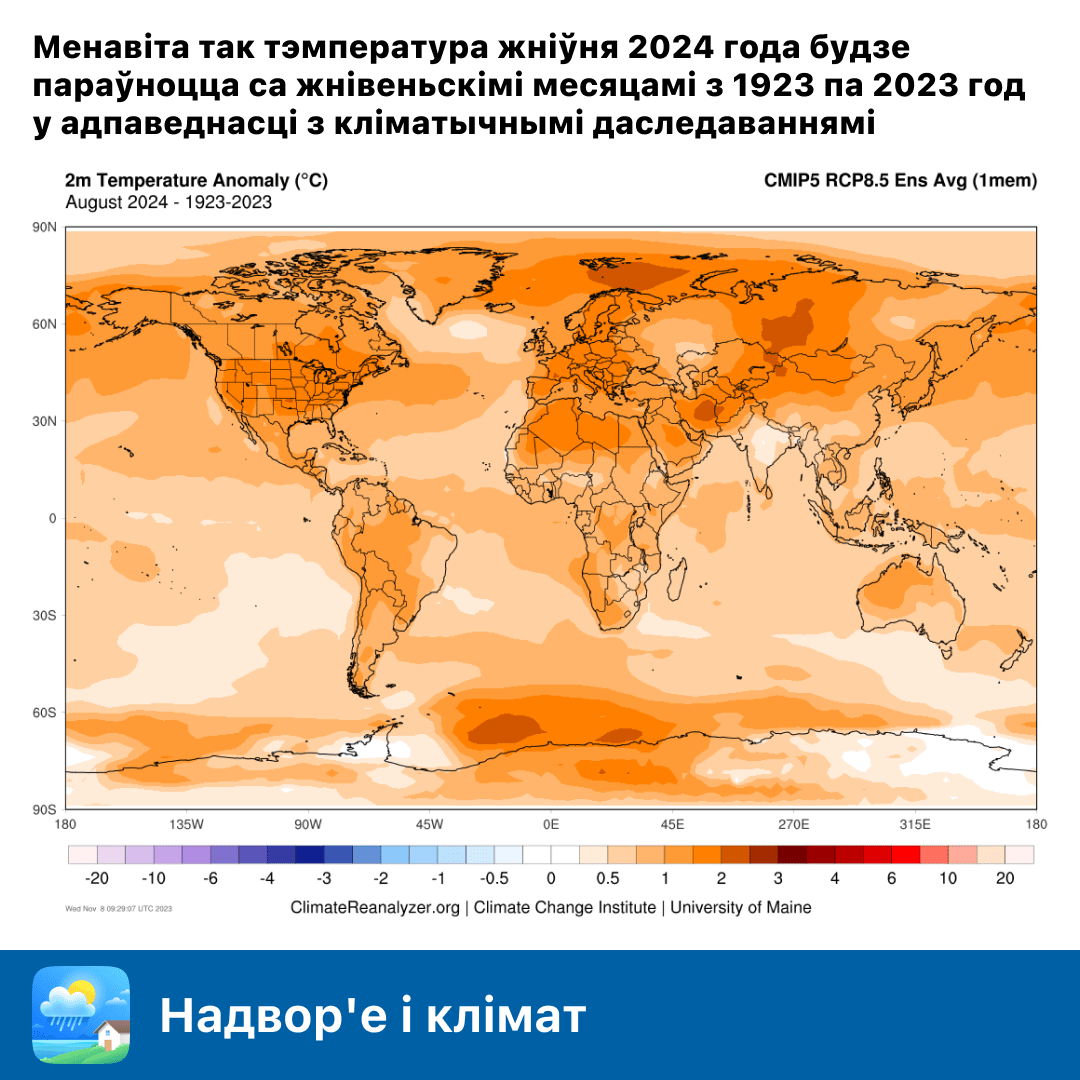 Менавіта так тэмпература жніўня 2024 года будзе
параўноцца са жнівеньскімі месяцамі з 1923 па 2023 год
у адпаведнасці з кліматычнымі даследаваннямі
2m Temperature Anomaly (°C)
CMIP5 RCP8.5 Ens Avg (1mem)
August 2024 - 1923-2023
90N
60N
30N
0
30S
60S
90S
180 135W 90W 45W 0E 45E 270E 315E 180
-20 -10 -6 -4 -3 -2 -1 -0.5 0 0.5 1 2 3 4 6 10 20
Wed Nov 8 09:29:07 UTC 2023
ClimateReanalyzer.org | Climate Change Institute | University of Maine
Надвор'е і клімат